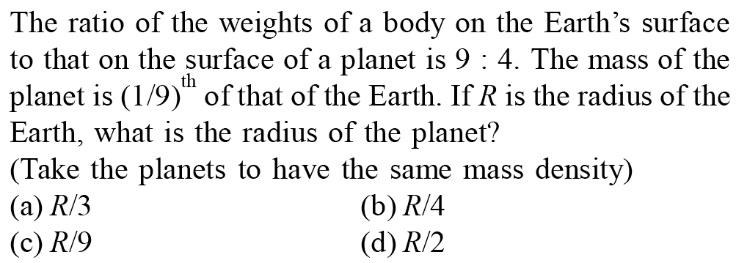 The ratio of the weights of a body on the Earth’s surface
to that on the surface of a planet is 9 : 4. The mass of the
planet is (1/9)th of that of the Earth. If R is the radius of the
Earth, what is the radius of the planet?
(Take the planets to have the same mass density)
(a) R/3 (b) R/4
(c) R/9 (d) R/2